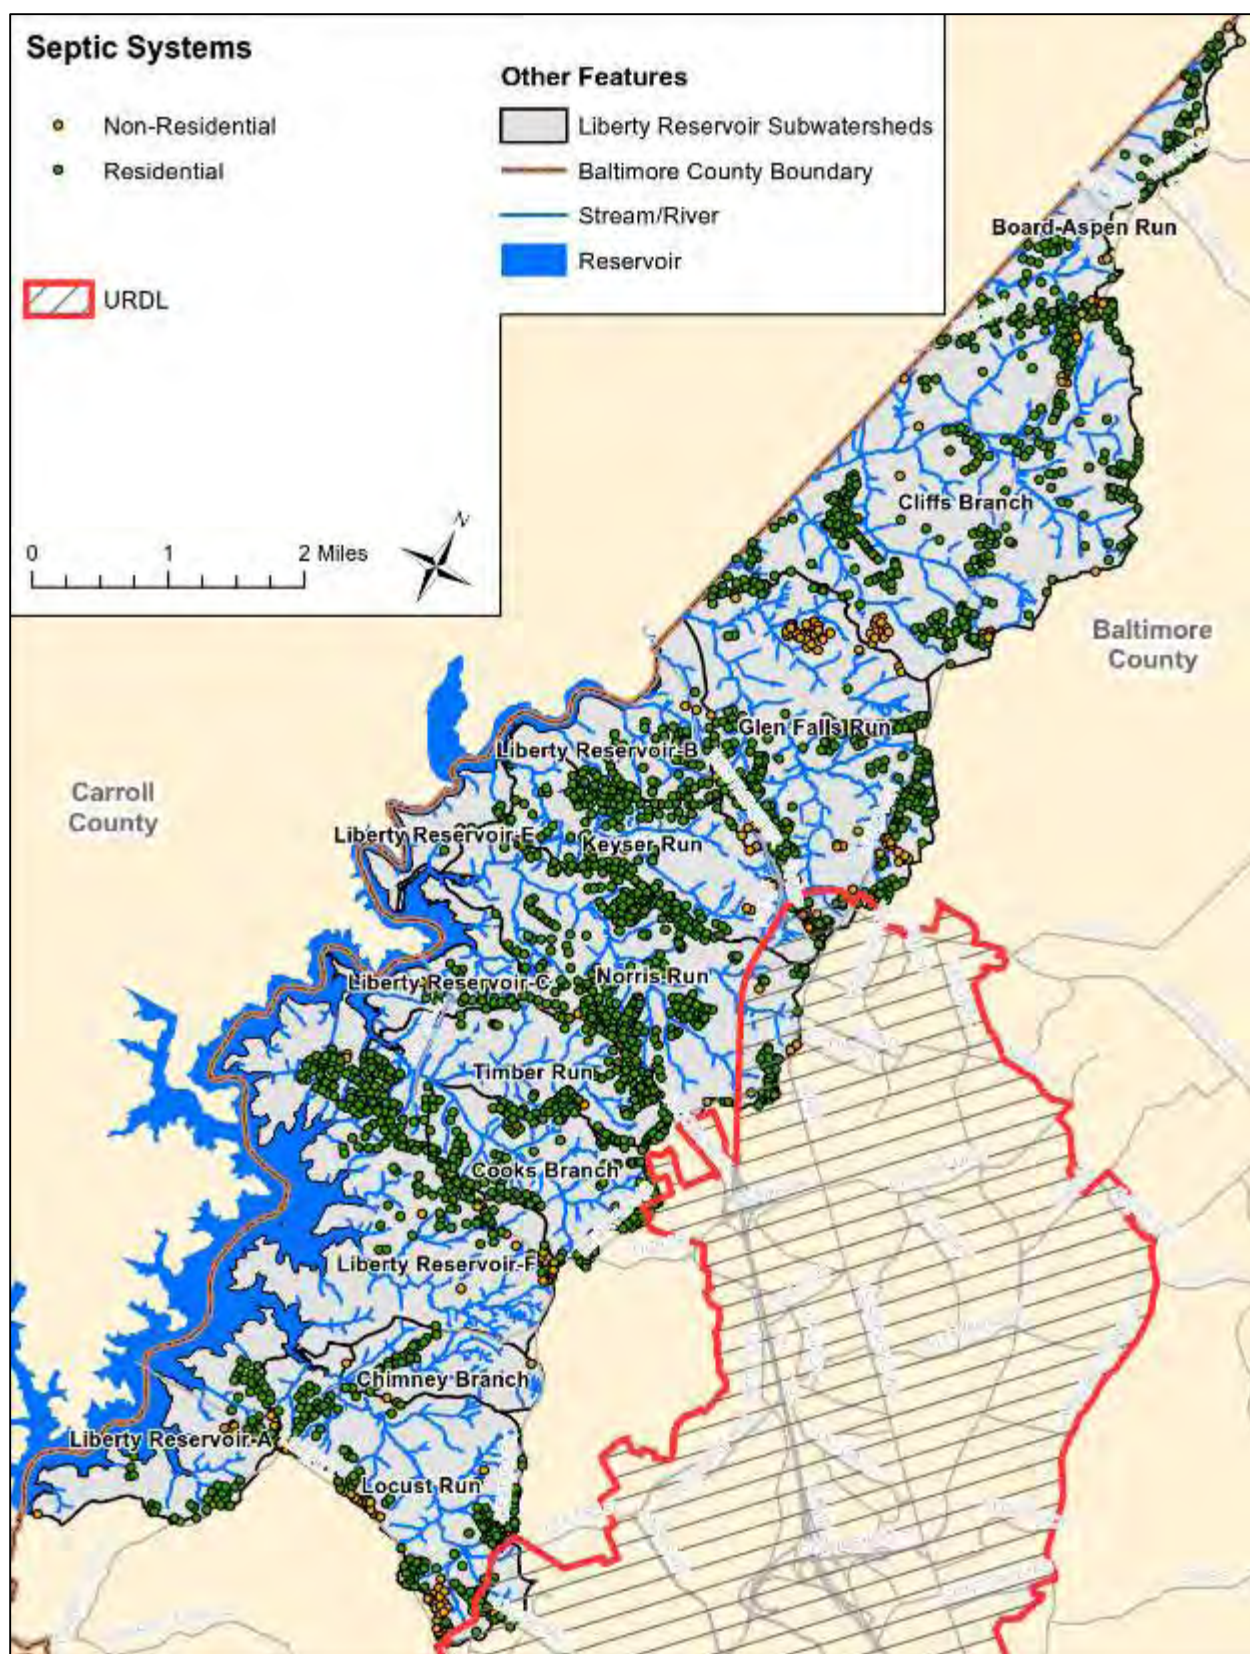 Septic Systems
Non-Residential
Residential
URDL
Other Features
Liberty Reservoir Subwatersheds
Baltimore County Boundary
Stream/River
Reservoir
0 1 2 Miles
N
Board-Aspen Run
Cliffs Branch
Baltimore
County
Glen Falls Run
Liberty Reservoir-B
Carroll
County
Liberty Reservoir-E
Keyser Run
Norris Run
Liberty Reservoir-C
Timber Run
Cooks Branch
Liberty Reservoir-F
Chimney Branch
Liberty Reservoir-A
Locust Run